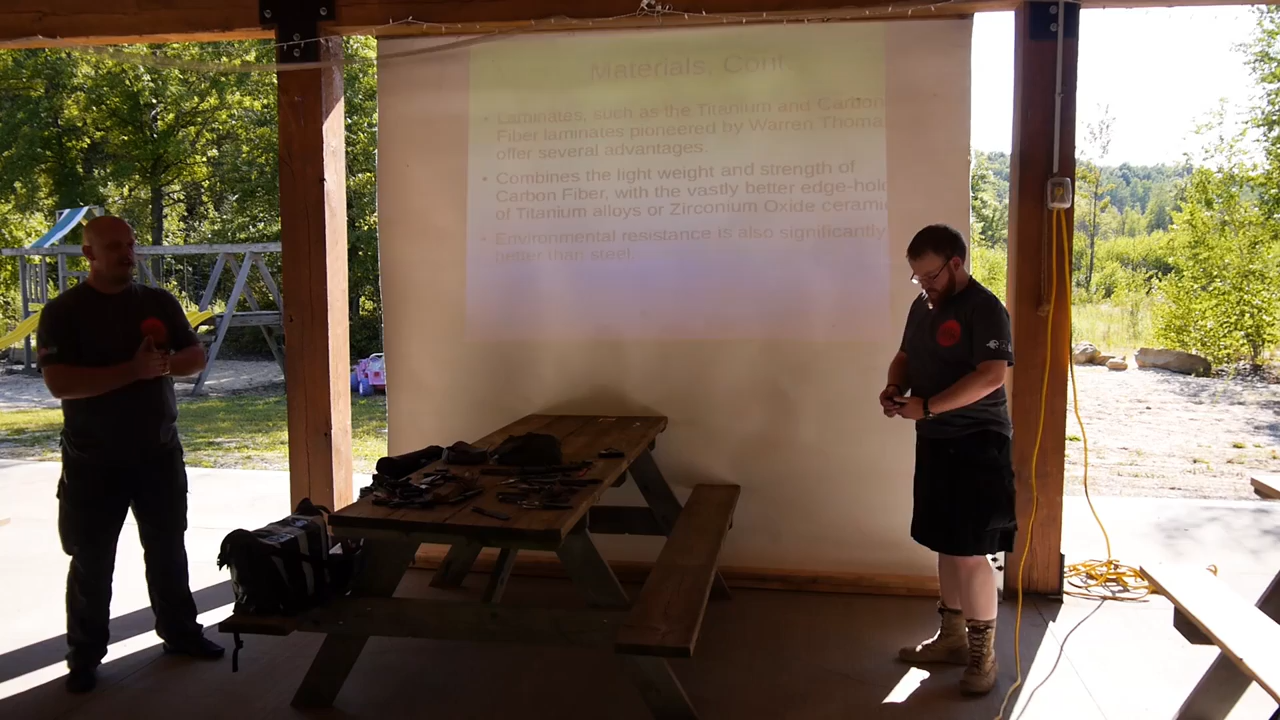 Materials, Cont
• Laminates, such as the Titanium and Carbon
Fiber laminates pioneered by Warren Thoma
offer several advantages.
• Combines the light weight and strength of
Carbon Fiber, with the vastly better edge-hold
of Titanium alloys or Zirconium Oxide cerami
• Environmental resistance is also significantly
better than steel.